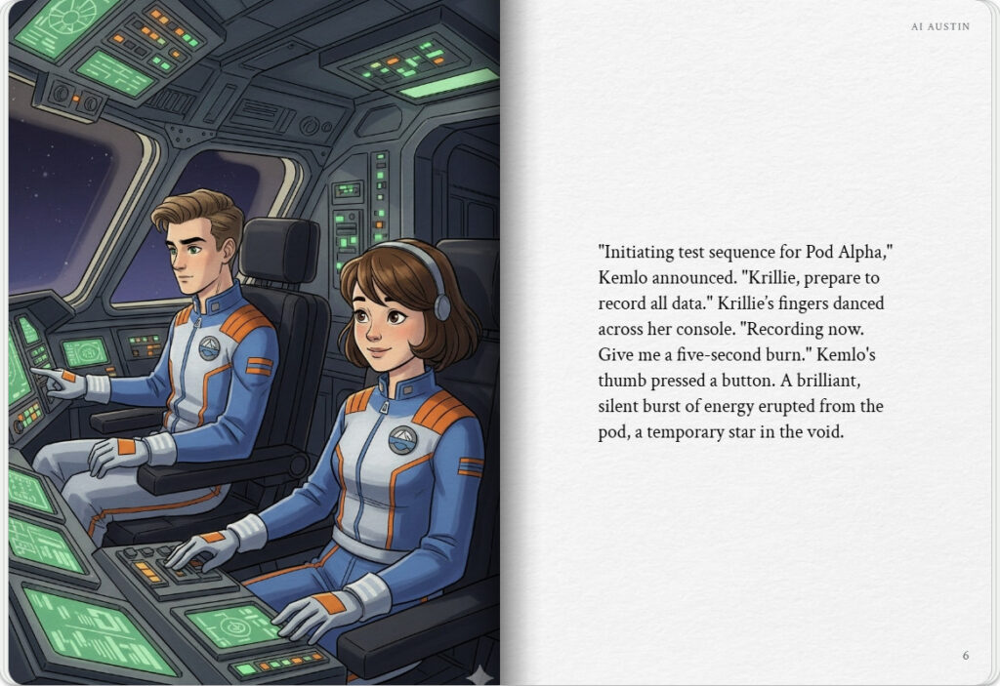 AI AUSTIN
"Initiating test sequence for Pod Alpha,"
Kemlo announced. "Krillie, prepare to
record all data." Krillie’s fingers danced
across her console. "Recording now.
Give me a five-second burn." Kemlo's
thumb pressed a button. A brilliant,
silent burst of energy erupted from the
pod, a temporary star in the void.
6